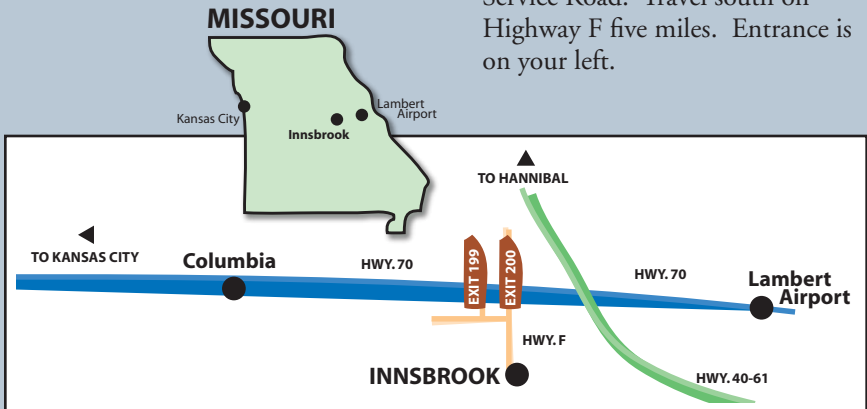 Service Road. Travel south on
Highway F five miles. Entrance is
on your left.
MISSOURI
Kansas City
Lambert
Airport
Innsbrook
TO HANNIBAL
TO KANSAS CITY
Columbia
HWY. 70
EXIT 199
EXIT 200
HWY. 70
Lambert
Airport
HWY. F
INNSBROOK
HWY. 40-61